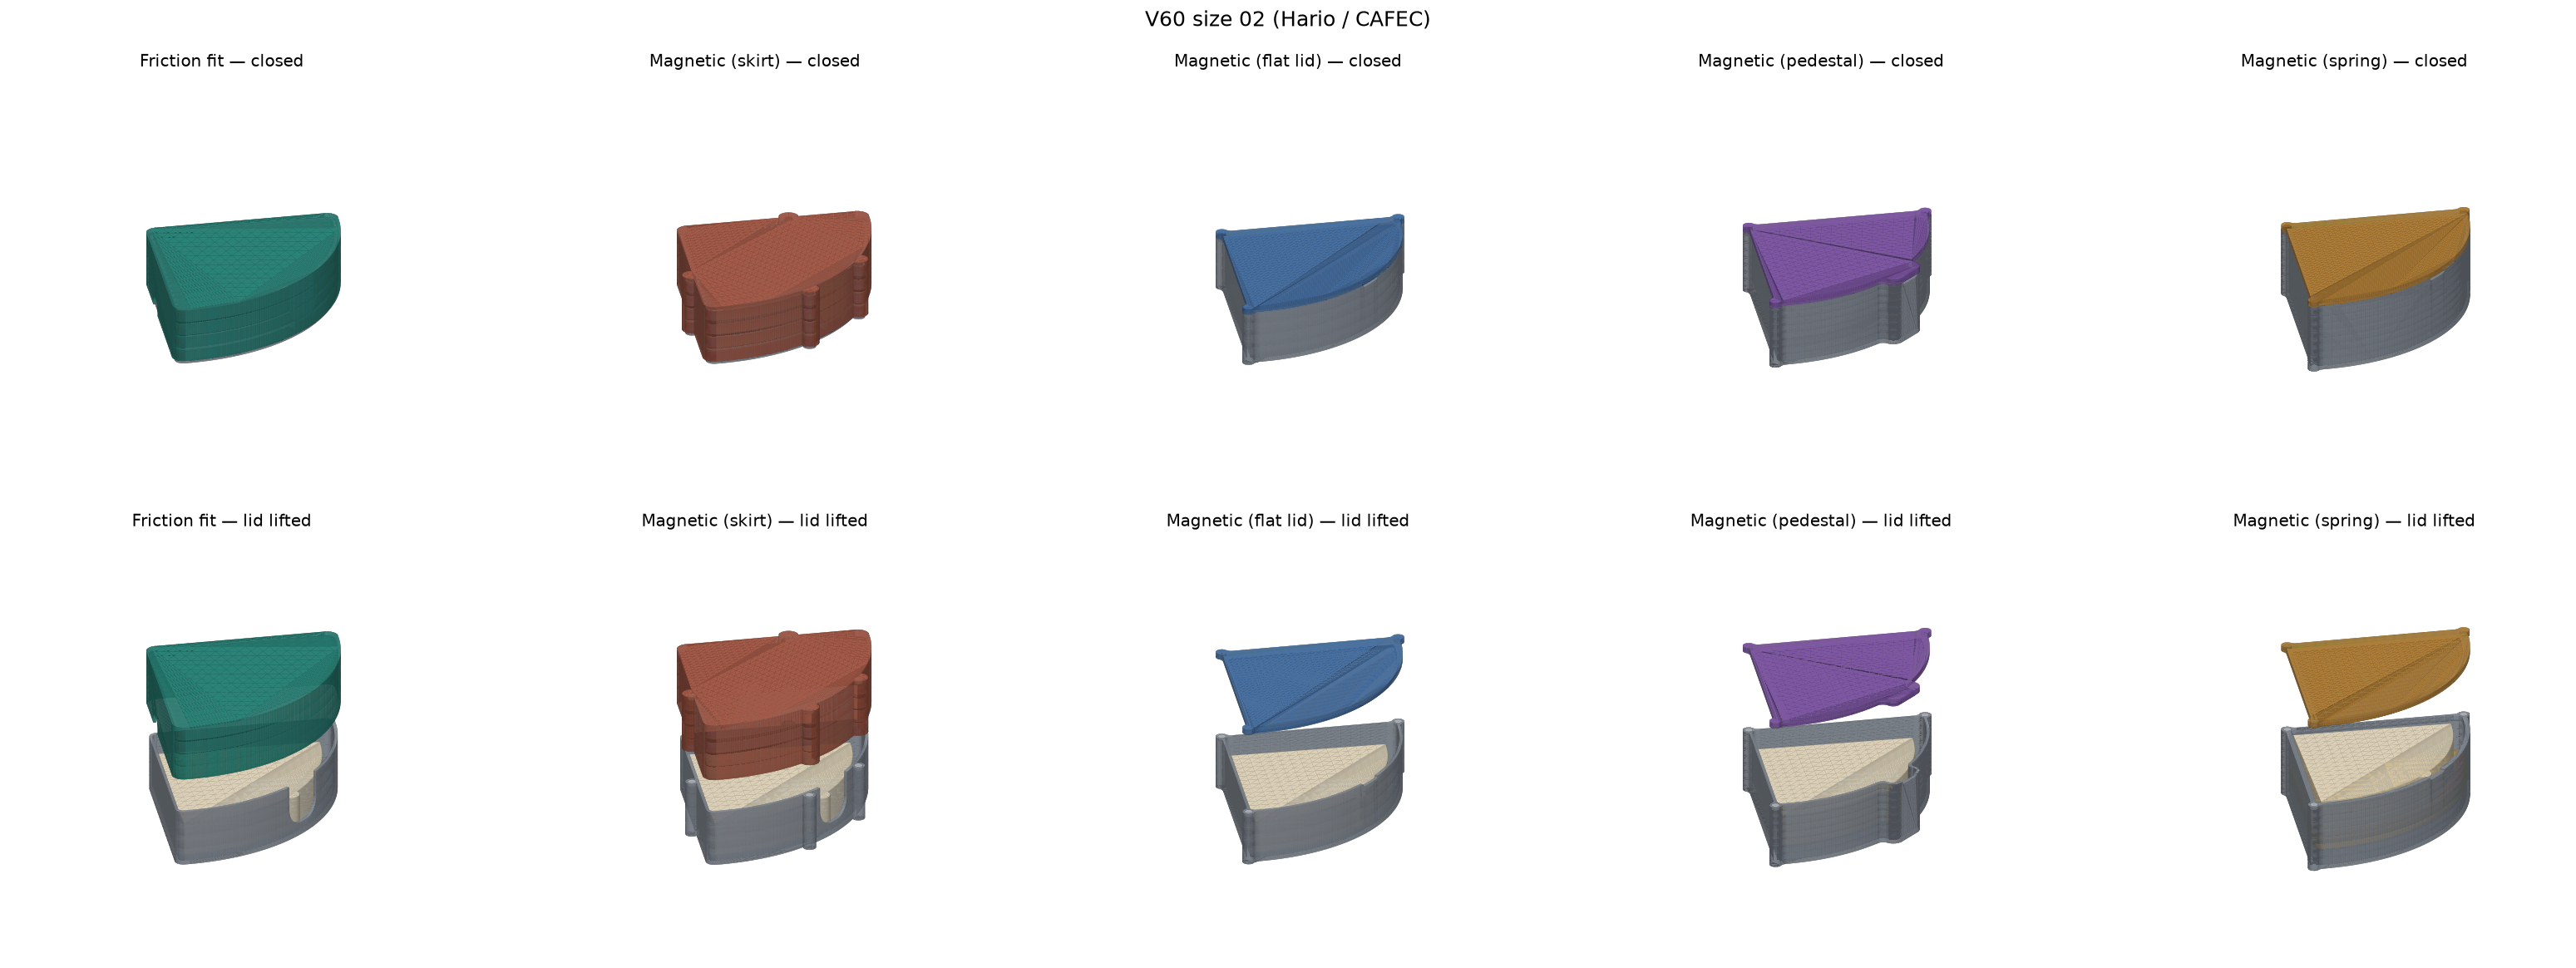 V60 size 02 (Hario / CAFEC)
Friction fit — closed
Magnetic (skirt) — closed
Magnetic (flat lid) — closed
Magnetic (pedestal) — closed
Magnetic (spring) — closed
Friction fit — lid lifted
Magnetic (skirt) — lid lifted
Magnetic (flat lid) — lid lifted
Magnetic (pedestal) — lid lifted
Magnetic (spring) — lid lifted